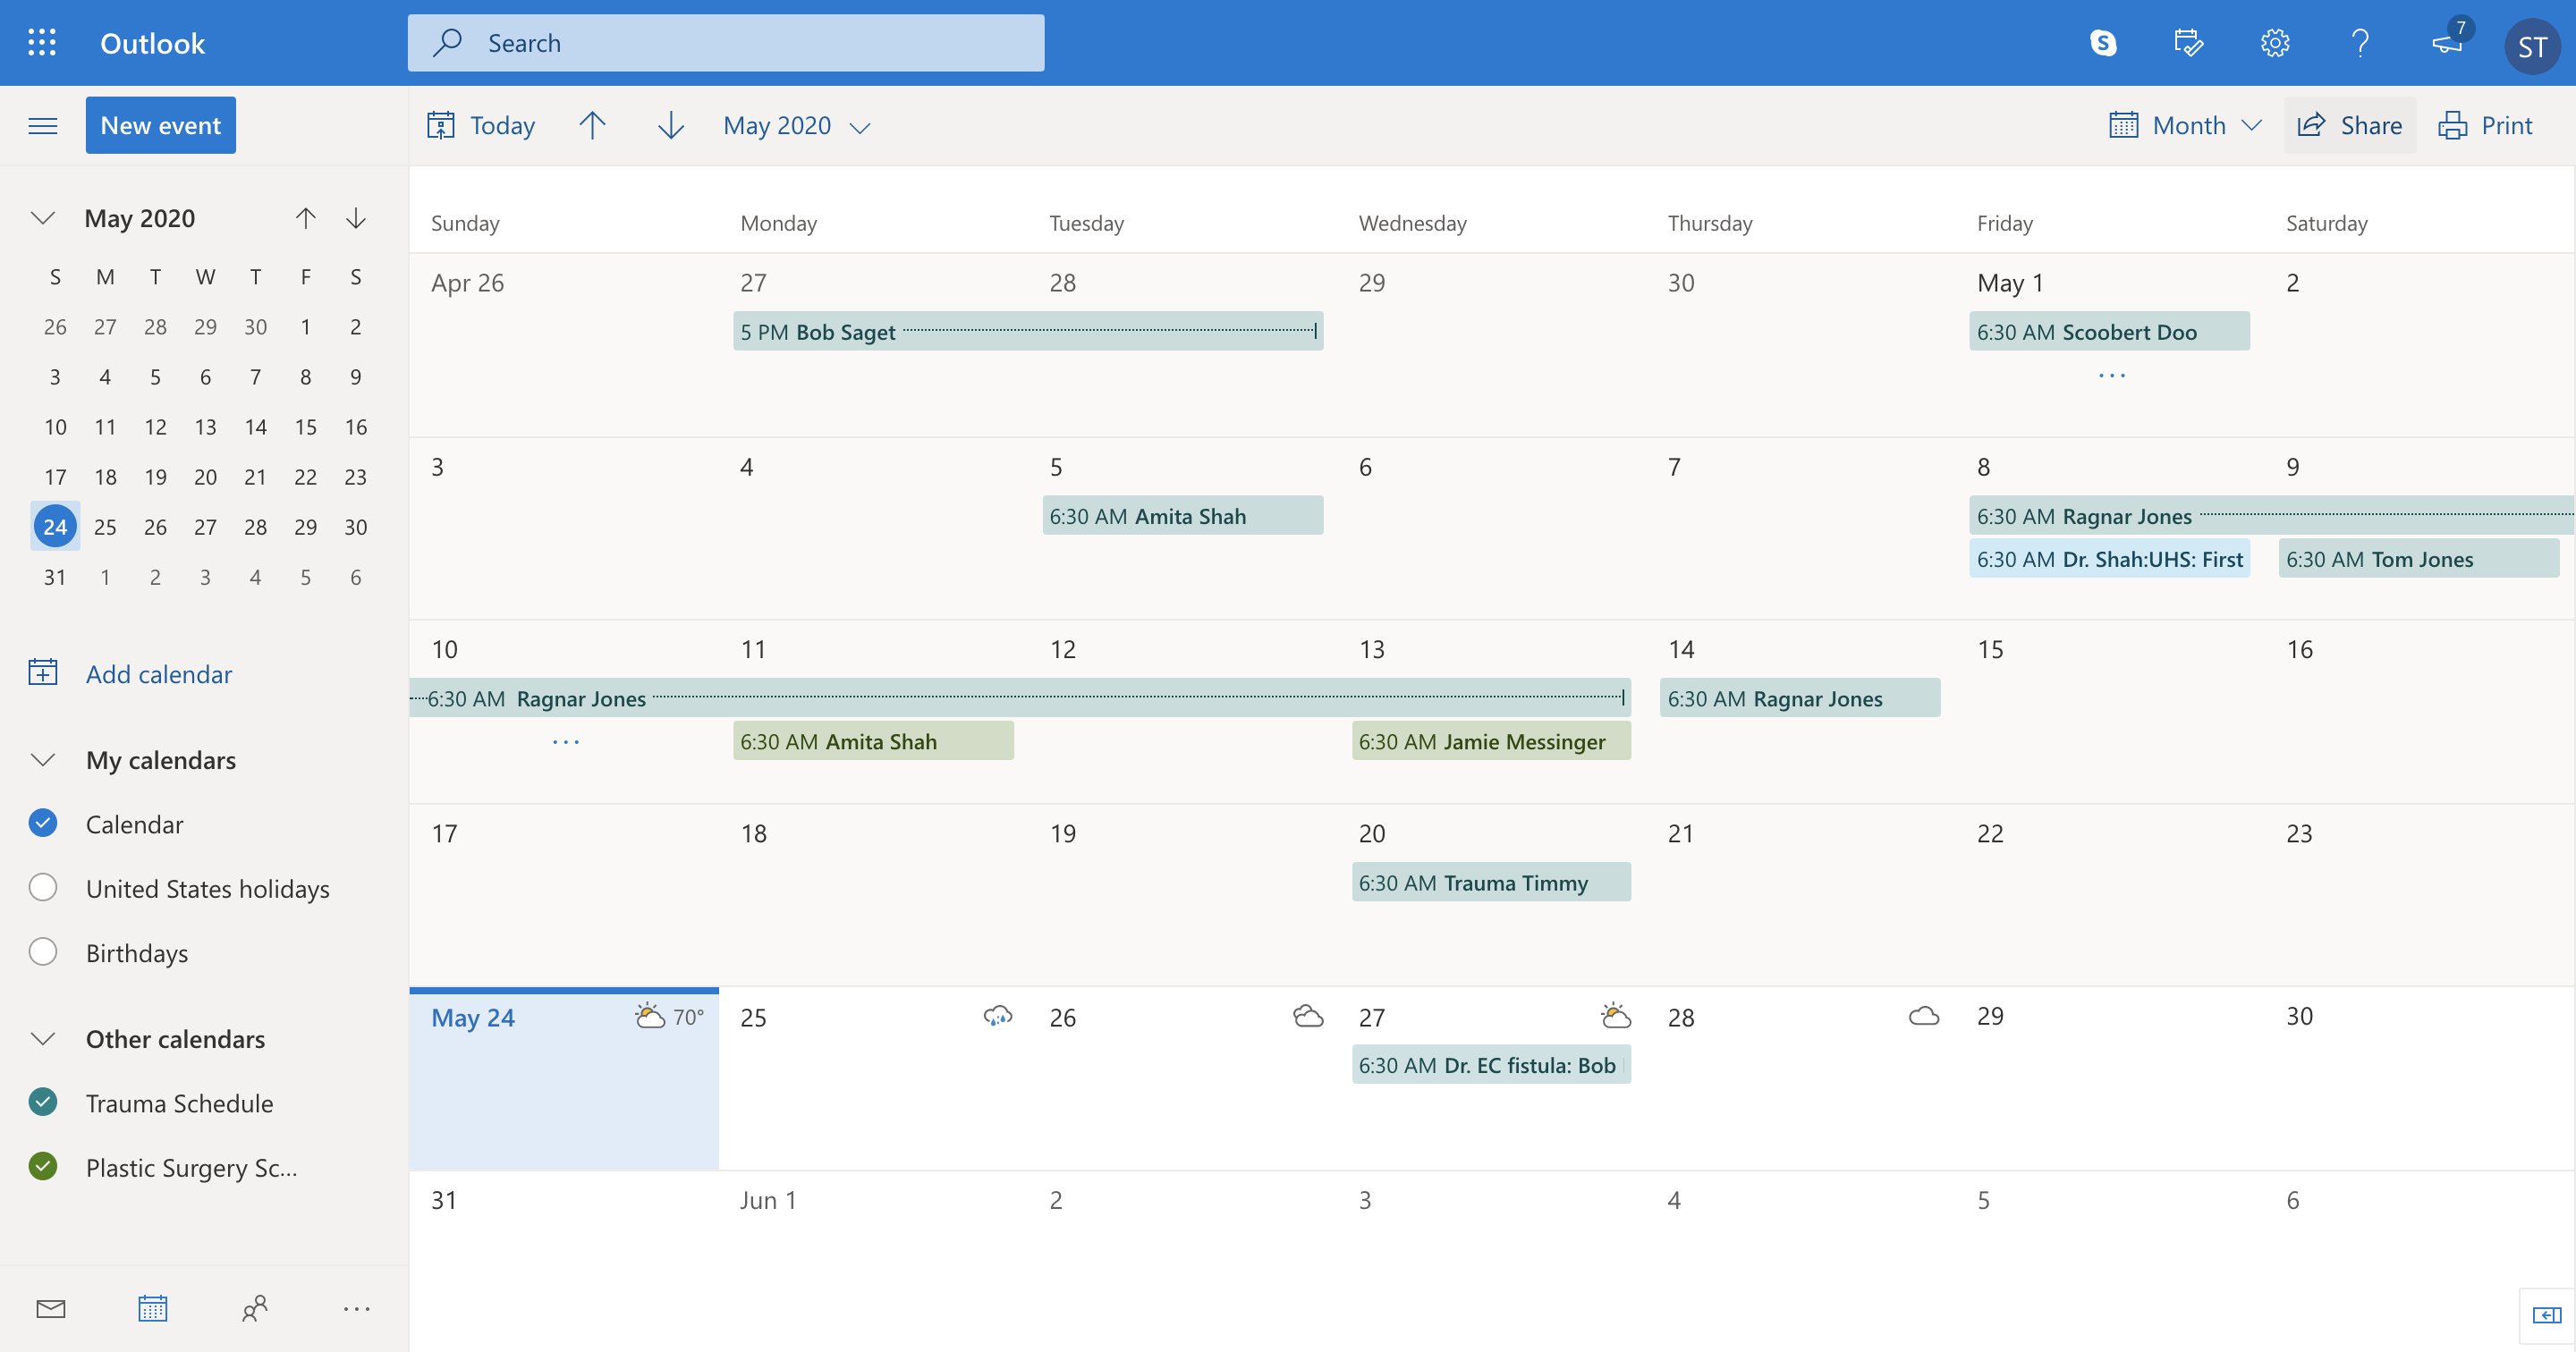 Outlook
Search
7
ST
New event
Today
May 2020
Month
Share
Print
May 2020
S M T W T F S
26 27 28 29 30 1 2
3 4 5 6 7 8 9
10 11 12 13 14 15 16
17 18 19 20 21 22 23
24 25 26 27 28 29 30
31 1 2 3 4 5 6
Add calendar
My calendars
Calendar
United States holidays
Birthdays
Other calendars
Trauma Schedule
Plastic Surgery Sc...
Sunday Monday Tuesday Wednesday Thursday Friday Saturday
Apr 26 27 28 29 30 May 1 2
5 PM Bob Saget
6:30 AM Scoobert Doo
3 4 5 6 7 8 9
6:30 AM Amita Shah
6:30 AM Ragnar Jones
6:30 AM Dr. Shah:UHS: First
6:30 AM Tom Jones
10 11 12 13 14 15 16
6:30 AM Ragnar Jones
6:30 AM Ragnar Jones
6:30 AM Amita Shah
6:30 AM Jamie Messinger
17 18 19 20 21 22 23
6:30 AM Trauma Timmy
May 24 70° 25 26 27 28 29 30
6:30 AM Dr. EC fistula: Bob
31 Jun 1 2 3 4 5 6